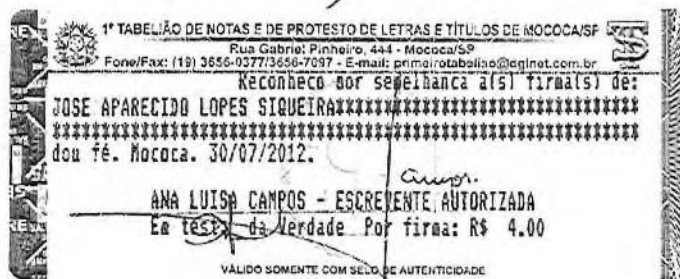 1º TABELIÃO DE NOTAS E DE PROTESTO DE LETRAS E TÍTULOS DE MOCOCA/SP
Rua Gabriel Pinheiro, 444 - Mococa/SP
Fone/Fax: (19) 3656-0377/3656-7097 - E-mail: primeirotabeliao@dglnet.com.br
Reconheco por semelhanca a(s) firma(s) de:
JOSE APARECIDO LOPES SIQUEIRA
dou fé. Mococa. 30/07/2012.
Campos.
ANA LUISA CAMPOS - ESCREVENTE AUTORIZADA
Em test. da Verdade Por firma: R$ 4.00
VÁLIDO SOMENTE COM SELO DE AUTENTICIDADE